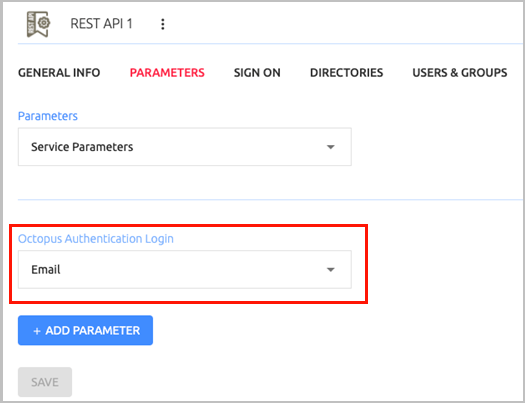 REST API 1
GENERAL INFO PARAMETERS SIGN ON DIRECTORIES USERS & GROUPS
Parameters
Service Parameters
Octopus Authentication Login
Email
+ ADD PARAMETER
SAVE